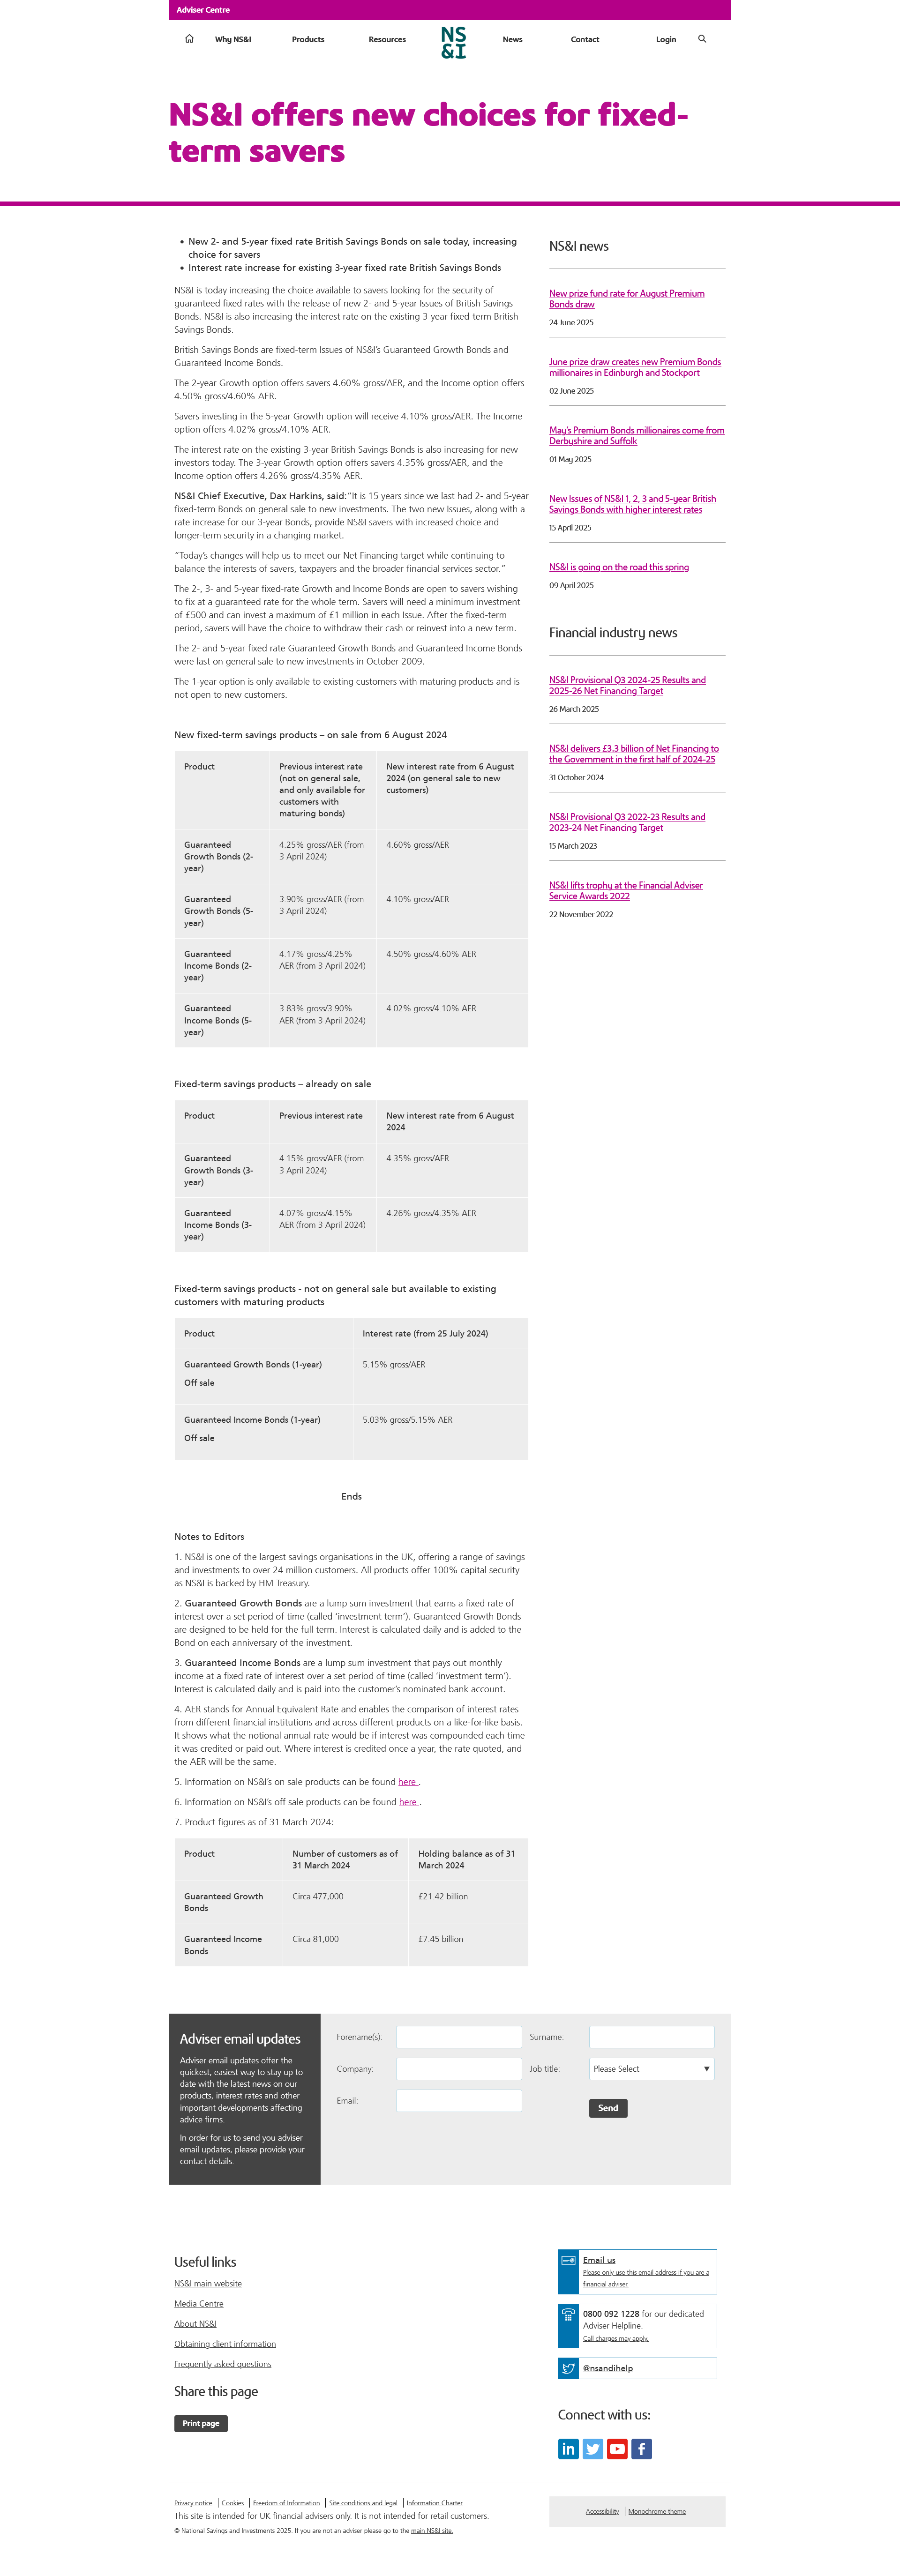 Adviser Centre
Why NS&I
Products
Resources
NS
&I
News
Contact
Login
NS&I offers new choices for fixed-
term savers
• New 2- and 5-year fixed rate British Savings Bonds on sale today, increasing
choice for savers
• Interest rate increase for existing 3-year fixed rate British Savings Bonds
NS&I is today increasing the choice available to savers looking for the security of
guaranteed fixed rates with the release of new 2- and 5-year Issues of British Savings
Bonds. NS&I is also increasing the interest rate on the existing 3-year fixed-term British
Savings Bonds.
British Savings Bonds are fixed-term Issues of NS&I's Guaranteed Growth Bonds and
Guaranteed Income Bonds.
The 2-year Growth option offers savers 4.60% gross/AER, and the Income option offers
4.50% gross/4.60% AER.
Savers investing in the 5-year Growth option will receive 4.10% gross/AER. The Income
option offers 4.02% gross/4.10% AER.
The interest rate on the existing 3-year British Savings Bonds is also increasing for new
investors today. The 3-year Growth option offers savers 4.35% gross/AER, and the
Income option offers 4.26% gross/4.35% AER.
NS&I Chief Executive, Dax Harkins, said:"It is 15 years since we last had 2- and 5-year
fixed-term Bonds on general sale to new investments. The two new Issues, along with a
rate increase for our 3-year Bonds, provide NS&I savers with increased choice and
longer-term security in a changing market.
"Today's changes will help us to meet our Net Financing target while continuing to
balance the interests of savers, taxpayers and the broader financial services sector."
The 2-, 3- and 5-year fixed-rate Growth and Income Bonds are open to savers wishing
to fix at a guaranteed rate for the whole term. Savers will need a minimum investment
of £500 and can invest a maximum of £1 million in each Issue. After the fixed-term
period, savers will have the choice to withdraw their cash or reinvest into a new term.
The 2- and 5-year fixed rate Guaranteed Growth Bonds and Guaranteed Income Bonds
were last on general sale to new investments in October 2009.
The 1-year option is only available to existing customers with maturing products and is
not open to new customers.
New fixed-term savings products – on sale from 6 August 2024
Product
Previous interest rate
(not on general sale,
and only available for
customers with
maturing bonds)
New interest rate from 6 August
2024 (on general sale to new
customers)
Guaranteed
Growth Bonds (2-
year)
4.25% gross/AER (from
3 April 2024)
4.60% gross/AER
Guaranteed
Growth Bonds (5-
year)
3.90% gross/AER (from
3 April 2024)
4.10% gross/AER
Guaranteed
Income Bonds (2-
year)
4.17% gross/4.25%
AER (from 3 April 2024)
4.50% gross/4.60% AER
Guaranteed
Income Bonds (5-
year)
3.83% gross/3.90%
AER (from 3 April 2024)
4.02% gross/4.10% AER
Fixed-term savings products – already on sale
Product
Previous interest rate
New interest rate from 6 August
2024
Guaranteed
Growth Bonds (3-
year)
4.15% gross/AER (from
3 April 2024)
4.35% gross/AER
Guaranteed
Income Bonds (3-
year)
4.07% gross/4.15%
AER (from 3 April 2024)
4.26% gross/4.35% AER
Fixed-term savings products - not on general sale but available to existing
customers with maturing products
Product
Interest rate (from 25 July 2024)
Guaranteed Growth Bonds (1-year)
Off sale
5.15% gross/AER
Guaranteed Income Bonds (1-year)
Off sale
5.03% gross/5.15% AER
–Ends–
Notes to Editors
1. NS&I is one of the largest savings organisations in the UK, offering a range of savings
and investments to over 24 million customers. All products offer 100% capital security
as NS&I is backed by HM Treasury.
2. Guaranteed Growth Bonds are a lump sum investment that earns a fixed rate of
interest over a set period of time (called 'investment term'). Guaranteed Growth Bonds
are designed to be held for the full term. Interest is calculated daily and is added to the
Bond on each anniversary of the investment.
3. Guaranteed Income Bonds are a lump sum investment that pays out monthly
income at a fixed rate of interest over a set period of time (called 'investment term').
Interest is calculated daily and is paid into the customer's nominated bank account.
4. AER stands for Annual Equivalent Rate and enables the comparison of interest rates
from different financial institutions and across different products on a like-for-like basis.
It shows what the notional annual rate would be if interest was compounded each time
it was credited or paid out. Where interest is credited once a year, the rate quoted, and
the AER will be the same.
5. Information on NS&I's on sale products can be found here .
6. Information on NS&I's off sale products can be found here .
7. Product figures as of 31 March 2024:
Product
Number of customers as of
31 March 2024
Holding balance as of 31
March 2024
Guaranteed Growth
Bonds
Circa 477,000
£21.42 billion
Guaranteed Income
Bonds
Circa 81,000
£7.45 billion
NS&I news
New prize fund rate for August Premium
Bonds draw
24 June 2025
June prize draw creates new Premium Bonds
millionaires in Edinburgh and Stockport
02 June 2025
May's Premium Bonds millionaires come from
Derbyshire and Suffolk
01 May 2025
New Issues of NS&I 1, 2, 3 and 5-year British
Savings Bonds with higher interest rates
15 April 2025
NS&I is going on the road this spring
09 April 2025
Financial industry news
NS&I Provisional Q3 2024-25 Results and
2025-26 Net Financing Target
26 March 2025
NS&I delivers £3.3 billion of Net Financing to
the Government in the first half of 2024-25
31 October 2024
NS&I Provisional Q3 2022-23 Results and
2023-24 Net Financing Target
15 March 2023
NS&I lifts trophy at the Financial Adviser
Service Awards 2022
22 November 2022
Adviser email updates
Adviser email updates offer the
quickest, easiest way to stay up to
date with the latest news on our
products, interest rates and other
important developments affecting
advice firms.
In order for us to send you adviser
email updates, please provide your
contact details.
Forename(s):
Surname:
Company:
Job title:
Please Select
Email:
Send
Useful links
NS&I main website
Media Centre
About NS&I
Obtaining client information
Frequently asked questions
Share this page
Print page
Email us
Please only use this email address if you are a
financial adviser.
0800 092 1228 for our dedicated
Adviser Helpline.
Call charges may apply.
@nsandihelp
Connect with us:
Privacy notice
Cookies
Freedom of Information
Site conditions and legal
Information Charter
This site is intended for UK financial advisers only. It is not intended for retail customers.
© National Savings and Investments 2025. If you are not an adviser please go to the main NS&I site.
Accessibility
Monochrome theme